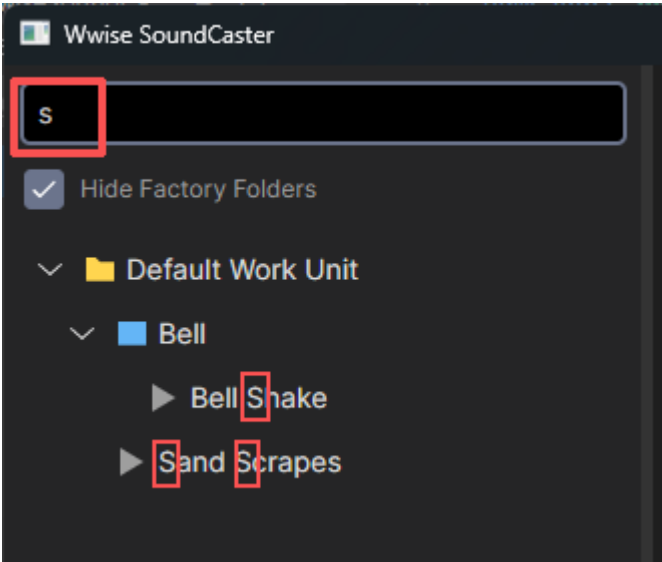 Wwise SoundCaster
s
Hide Factory Folders
Default Work Unit
Bell
Bell Shake
Sand Scrapes